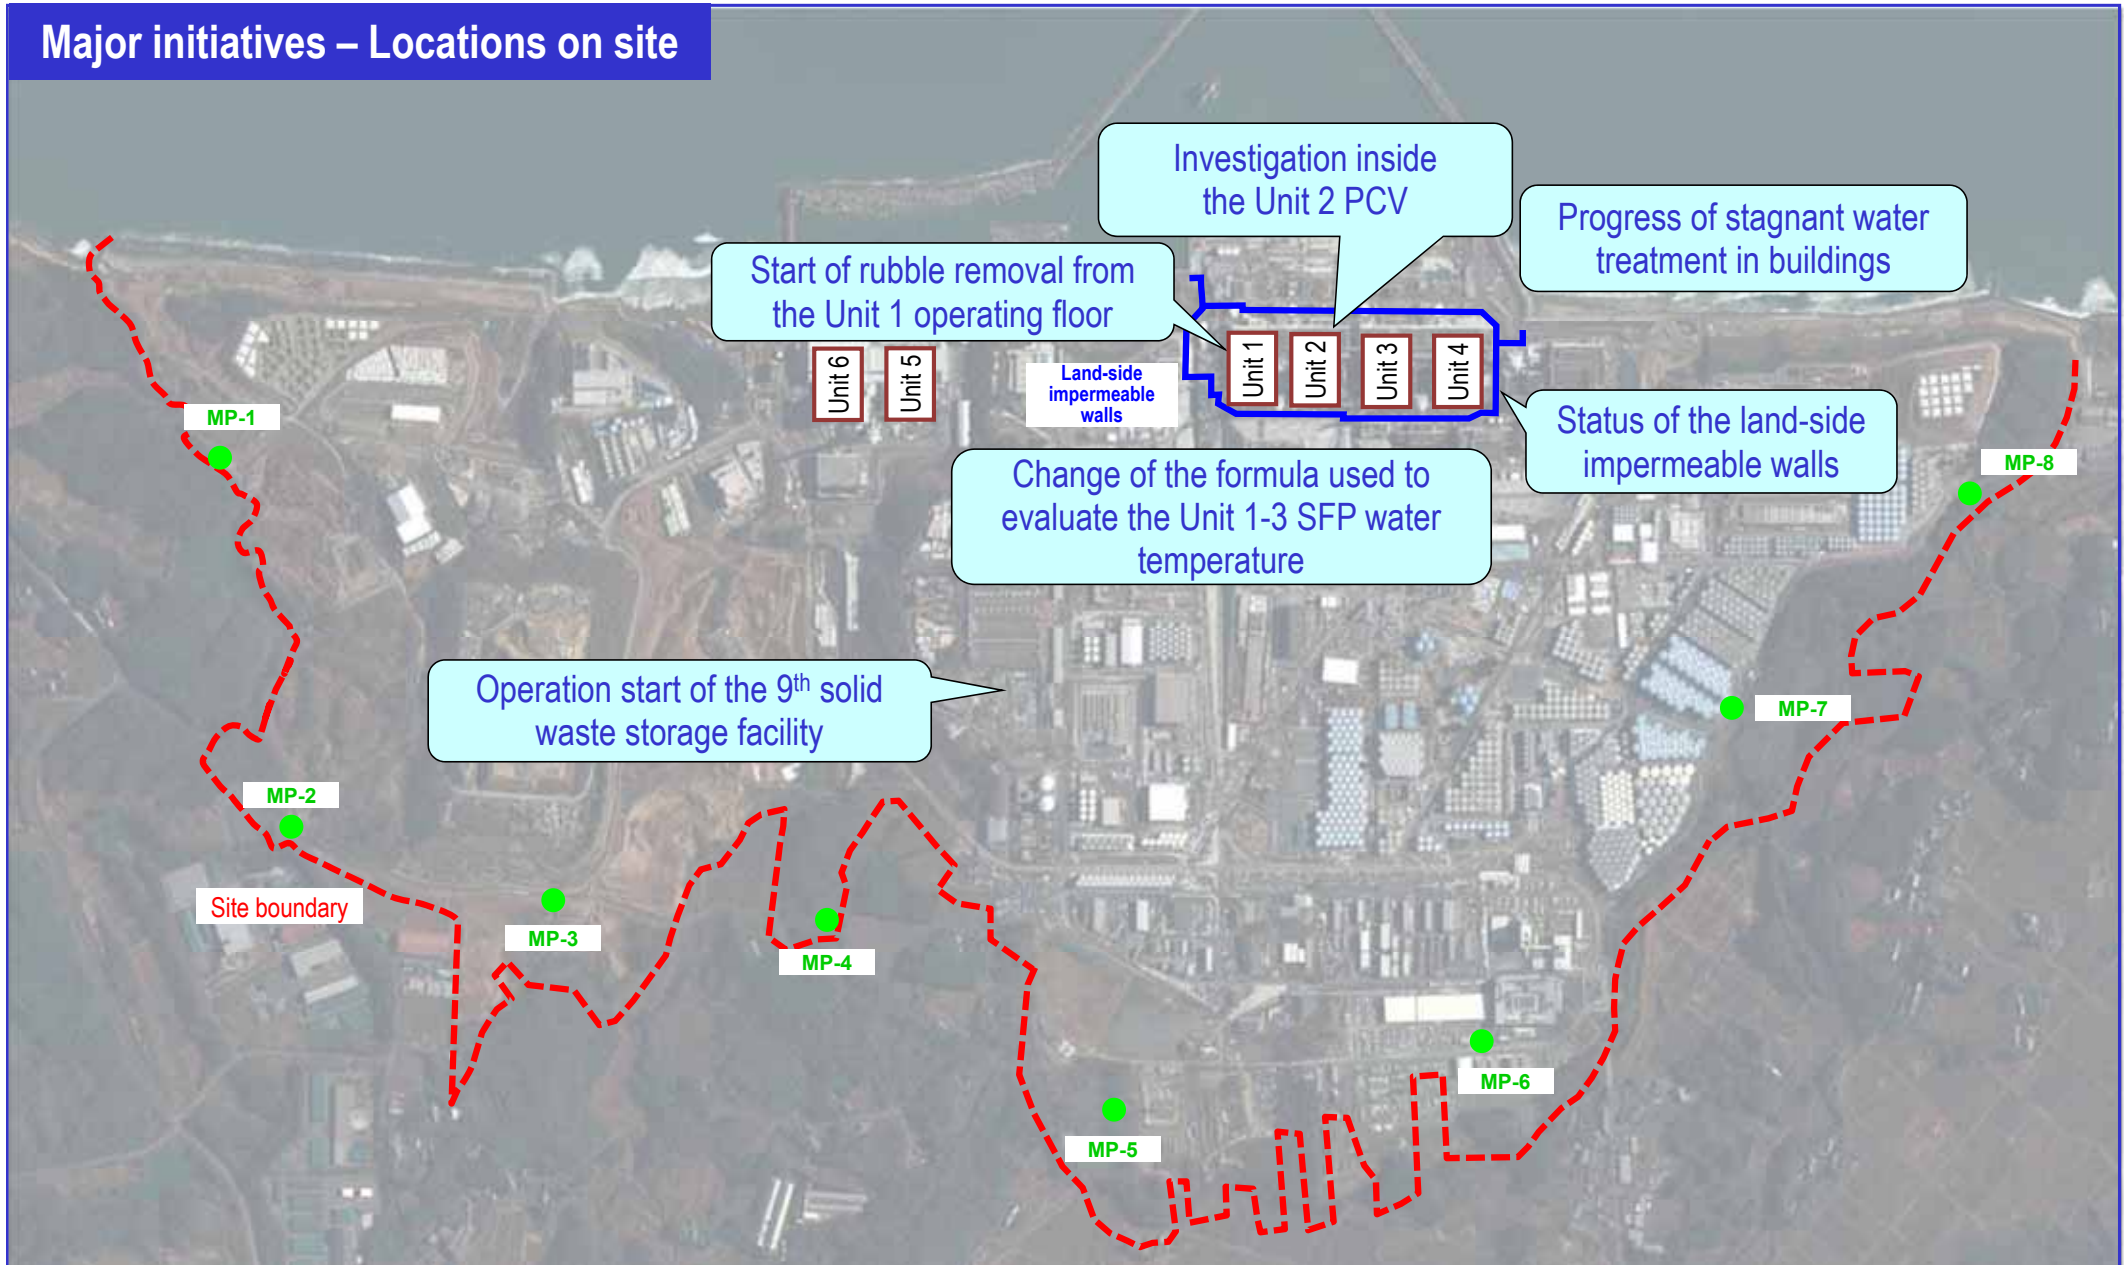 Major initiatives – Locations on site
Investigation inside
the Unit 2 PCV
Progress of stagnant water
treatment in buildings
Start of rubble removal from
the Unit 1 operating floor
Unit 6
Unit 5
Land-side
impermeable
walls
Unit 1
Unit 2
Unit 3
Unit 4
Status of the land-side
impermeable walls
MP-1
MP-8
Change of the formula used to
evaluate the Unit 1-3 SFP water
temperature
Operation start of the 9th solid
waste storage facility
MP-7
MP-2
Site boundary
MP-3
MP-4
MP-6
MP-5